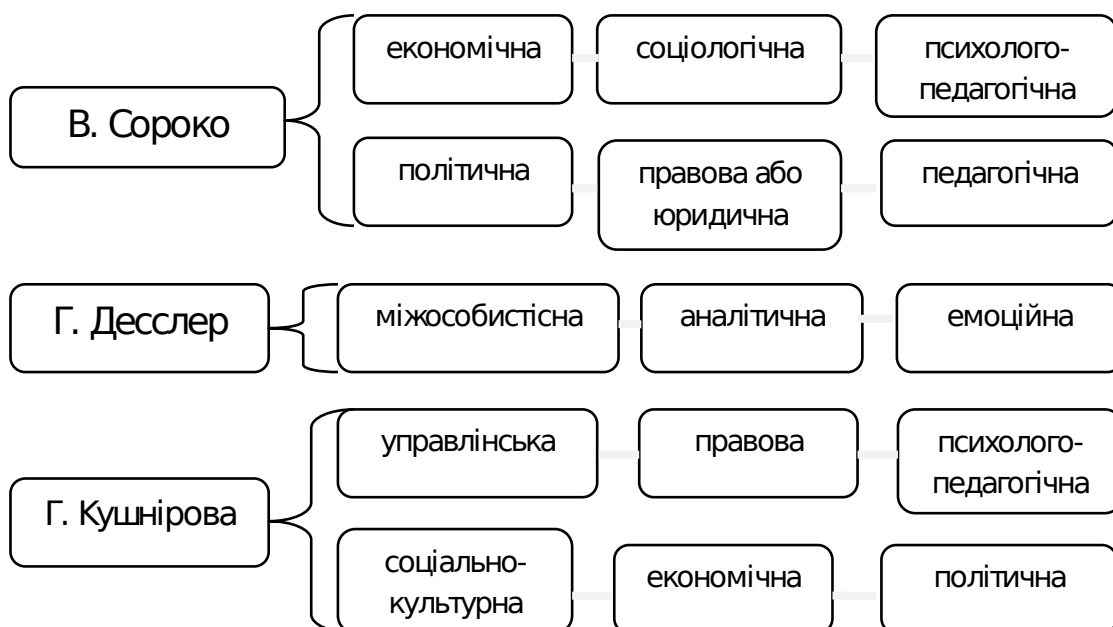 В. Сороко
економічна
соціологічна
психолого-
педагогічна
політична
правова або
юридична
педагогічна
Г. Десслер
міжособистісна
аналітична
емоційна
Г. Кушнірова
управлінська
правова
психолого-
педагогічна
соціально-
культурна
економічна
політична